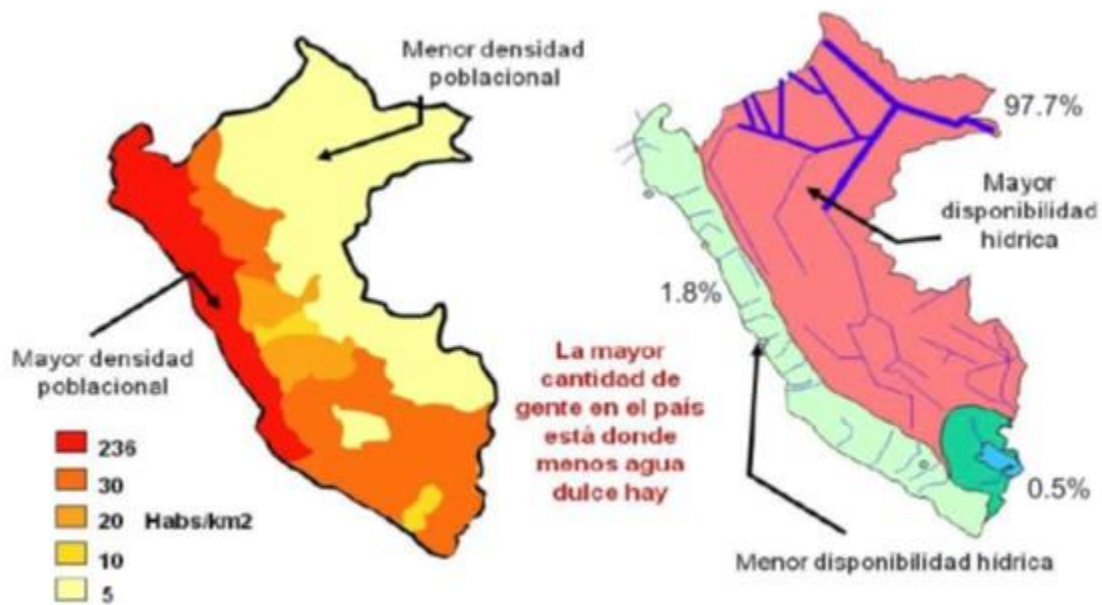 Menor densidad
poblacional
Mayor densidad
poblacional
236
30
20 Habs/km2
10
5
La mayor
cantidad de
gente en el país
está donde
menos agua
dulce hay
97.7%
Mayor
disponibilidad
hídrica
1.8%
0.5%
Menor disponibilidad hídrica